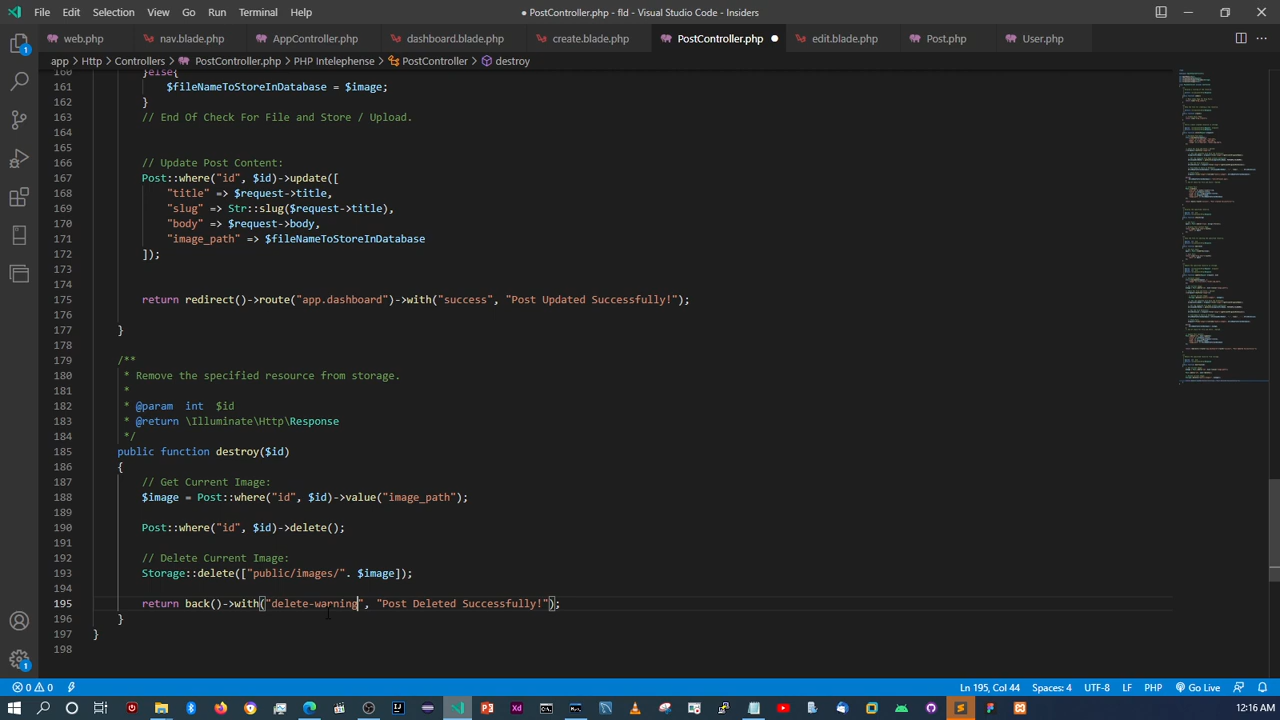 File Edit Selection View Go Run Terminal Help
● PostController.php - fld - Visual Studio Code - Insiders
web.php nav.blade.php AppController.php dashboard.blade.php create.blade.php PostController.php ● edit.blade.php Post.php User.php
app > Http > Controllers > PostController.php > PHP Intelephense > PostController > destroy
160 }else{
161 $fileNameToStoreInDatabase = $image;
162 }
163 // End Of Check for File and Store / Upload
164
165
166 // Update Post Content:
167 Post::where("id", $id)->update([
168 "title" => $request->title,
169 "slug" => Str::slug($request->title),
170 "body" => $request->body,
171 "image_path" => $fileNameToStoreInDatabase
172 ]);
173
174
175 return redirect()->route("app.dashboard")->with("success", "Post Updated Successfully!");
176
177 }
178
179 /**
180 * Remove the specified resource from storage.
181 *
182 * @param int $id
183 * @return \Illuminate\Http\Response
184 */
185 public function destroy($id)
186 {
187 // Get Current Image:
188 $image = Post::where("id", $id)->value("image_path");
189
190 Post::where("id", $id)->delete();
191
192 // Delete Current Image:
193 Storage::delete(["public/images/". $image]);
194
195 return back()->with("delete-warning", "Post Deleted Successfully!");
196 }
197 }
198
0 0 Ln 195, Col 44 Spaces: 4 UTF-8 LF PHP Go Live
12:16 AM